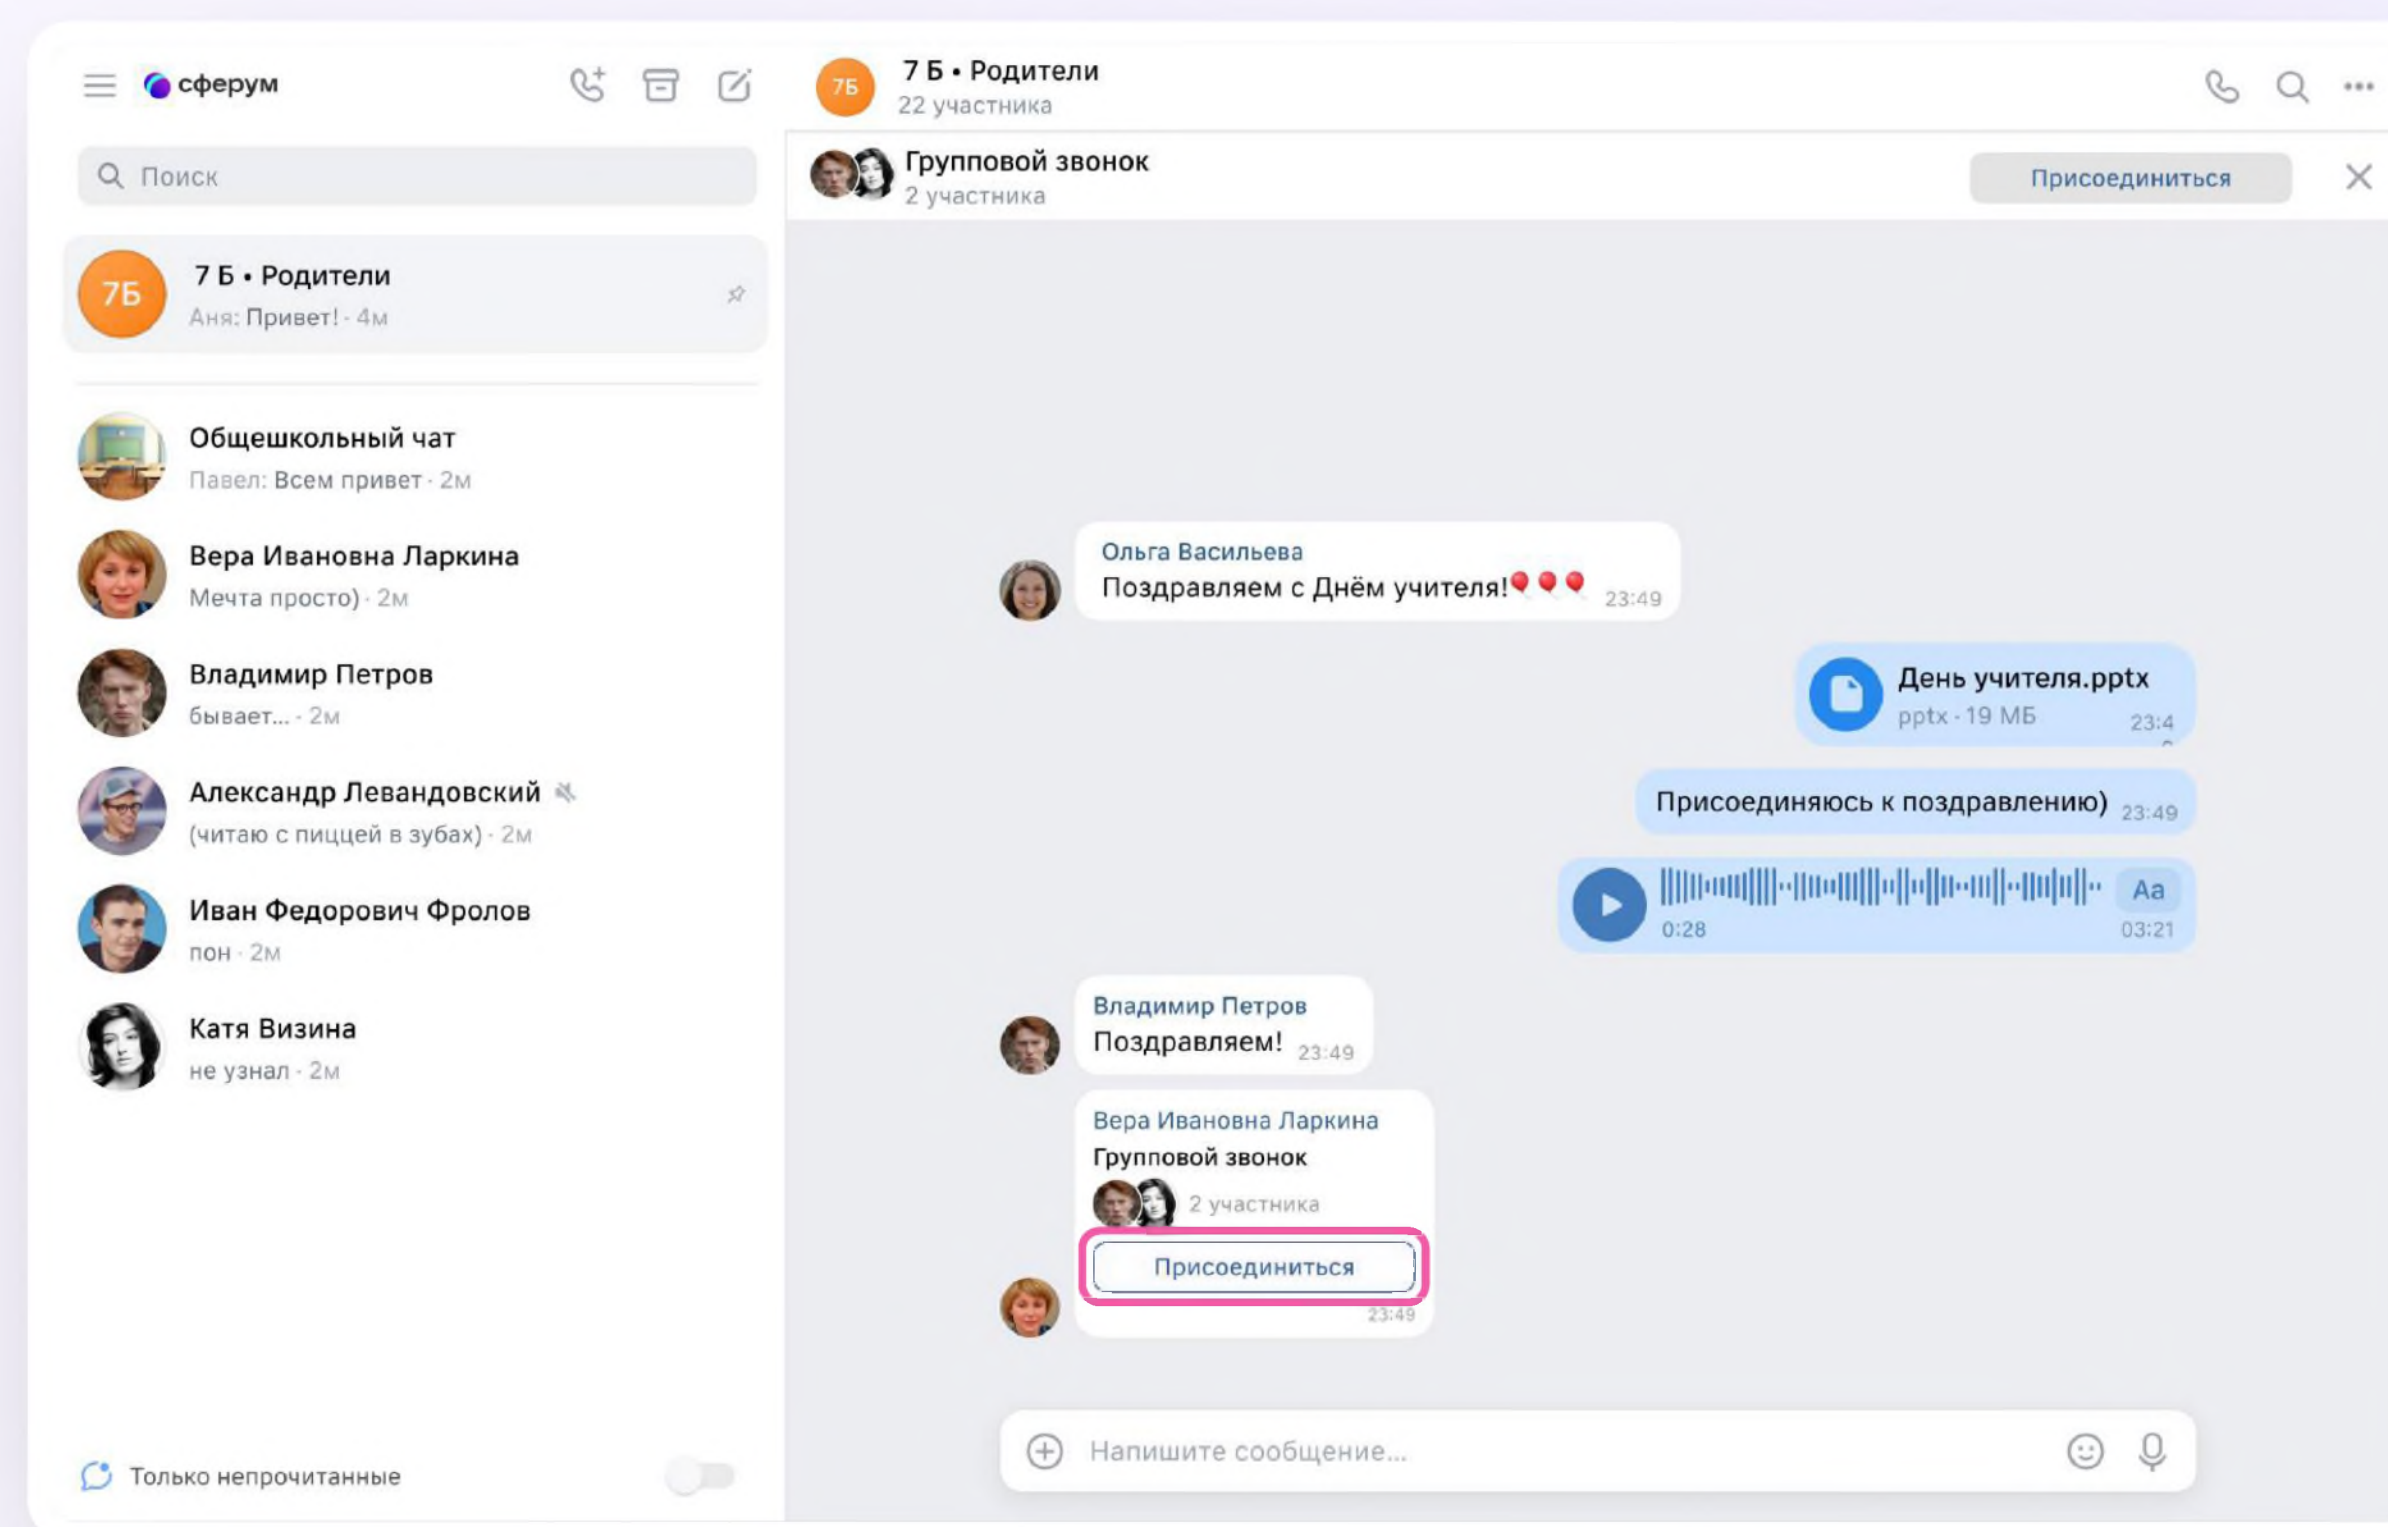 сферум
Поиск
7Б
7 Б • Родители
Аня: Привет! · 4м
Общешкольный чат
Павел: Всем привет · 2м
Вера Ивановна Ларкина
Мечта просто) · 2м
Владимир Петров
бывает... · 2м
Александр Левандовский
(читаю с пиццей в зубах) · 2м
Иван Федорович Фролов
пон · 2м
Катя Визина
не узнал · 2м
Только непрочитанные
7Б
7 Б • Родители
22 участника
Групповой звонок
2 участника
Присоединиться
Ольга Васильева
Поздравляем с Днём учителя!🎈🎈🎈 23:49
День учителя.pptx
pptx · 19 МБ 23:4
Присоединяюсь к поздравлению) 23:49
Aa
0:28 03:21
Владимир Петров
Поздравляем! 23:49
Вера Ивановна Ларкина
Групповой звонок
2 участника
Присоединиться
23:49
Напишите сообщение...